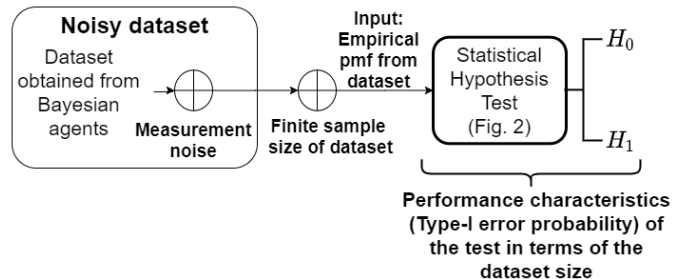 Noisy dataset
Dataset
obtained from
Bayesian
agents
Measurement
noise
Finite sample
size of dataset
Input:
Empirical
pmf from
dataset
Statistical
Hypothesis
Test
(Fig. 2)
H₀
H₁
Performance characteristics
(Type-I error probability) of
the test in terms of the
dataset size